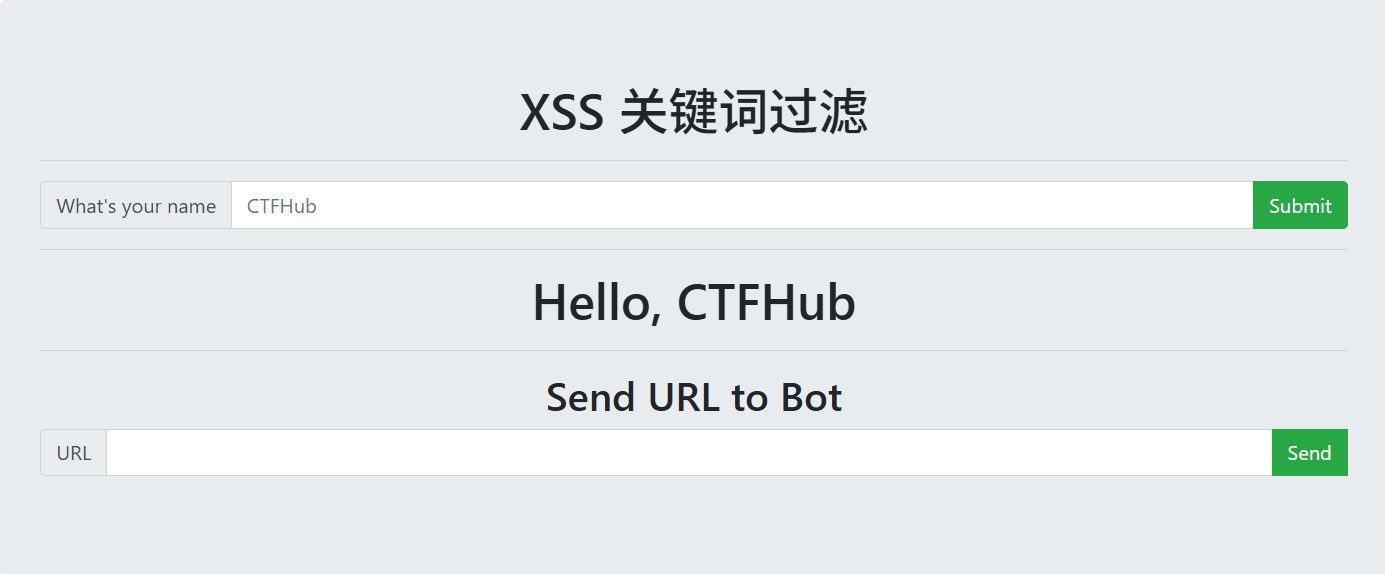 XSS 关键词过滤
What's your name CTFHub Submit
Hello, CTFHub
Send URL to Bot
URL Send